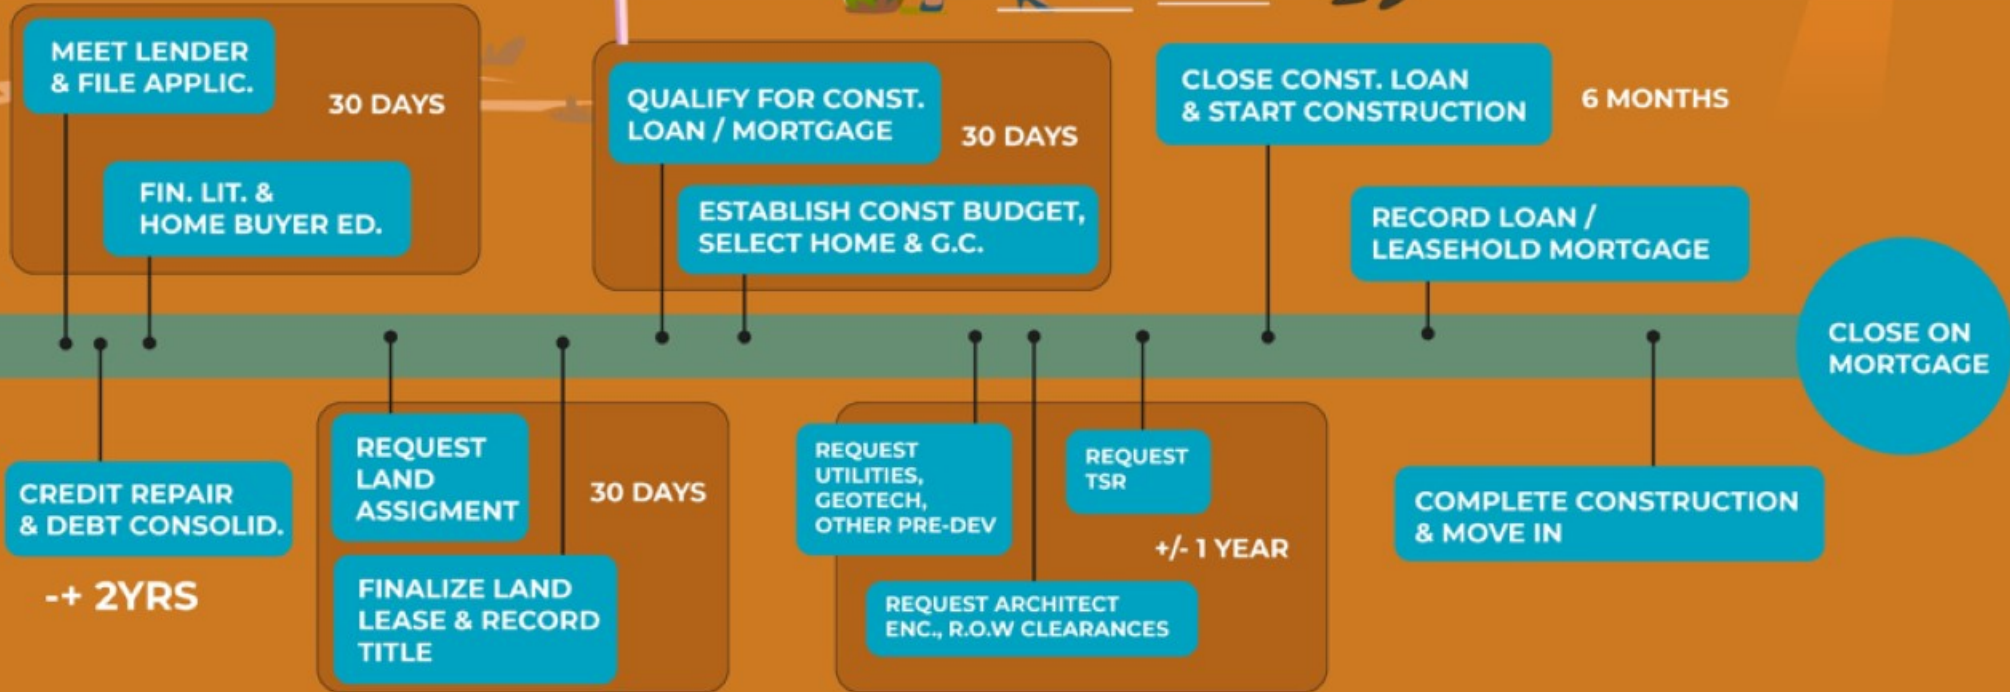 MEET LENDER
& FILE APPLIC.
30 DAYS
FIN. LIT. &
HOME BUYER ED.
QUALIFY FOR CONST.
LOAN / MORTGAGE
30 DAYS
ESTABLISH CONST BUDGET,
SELECT HOME & G.C.
CLOSE CONST. LOAN
& START CONSTRUCTION
6 MONTHS
RECORD LOAN /
LEASEHOLD MORTGAGE
CLOSE ON
MORTGAGE
CREDIT REPAIR
& DEBT CONSOLID.
-+ 2YRS
REQUEST
LAND
ASSIGMENT
30 DAYS
FINALIZE LAND
LEASE & RECORD
TITLE
REQUEST
UTILITIES,
GEOTECH,
OTHER PRE-DEV
REQUEST
TSR
+/- 1 YEAR
REQUEST ARCHITECT
ENC., R.O.W CLEARANCES
COMPLETE CONSTRUCTION
& MOVE IN